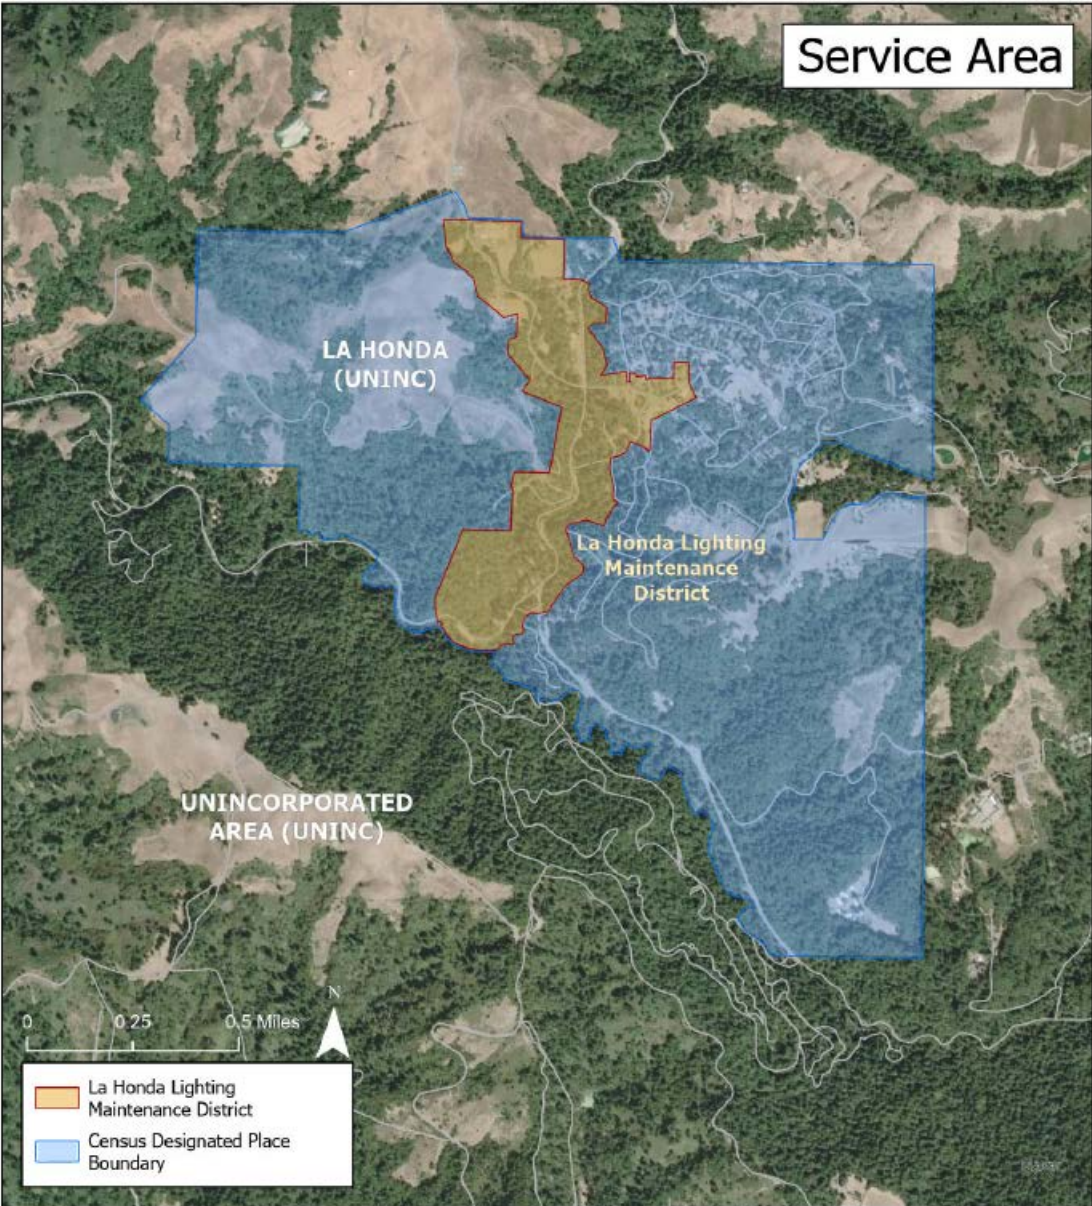 Service Area
LA HONDA
(UNINC)
La Honda Lighting
Maintenance
District
UNINCORPORATED
AREA (UNINC)
N
0 0.25 0.5 Miles
La Honda Lighting
Maintenance District
Census Designated Place
Boundary